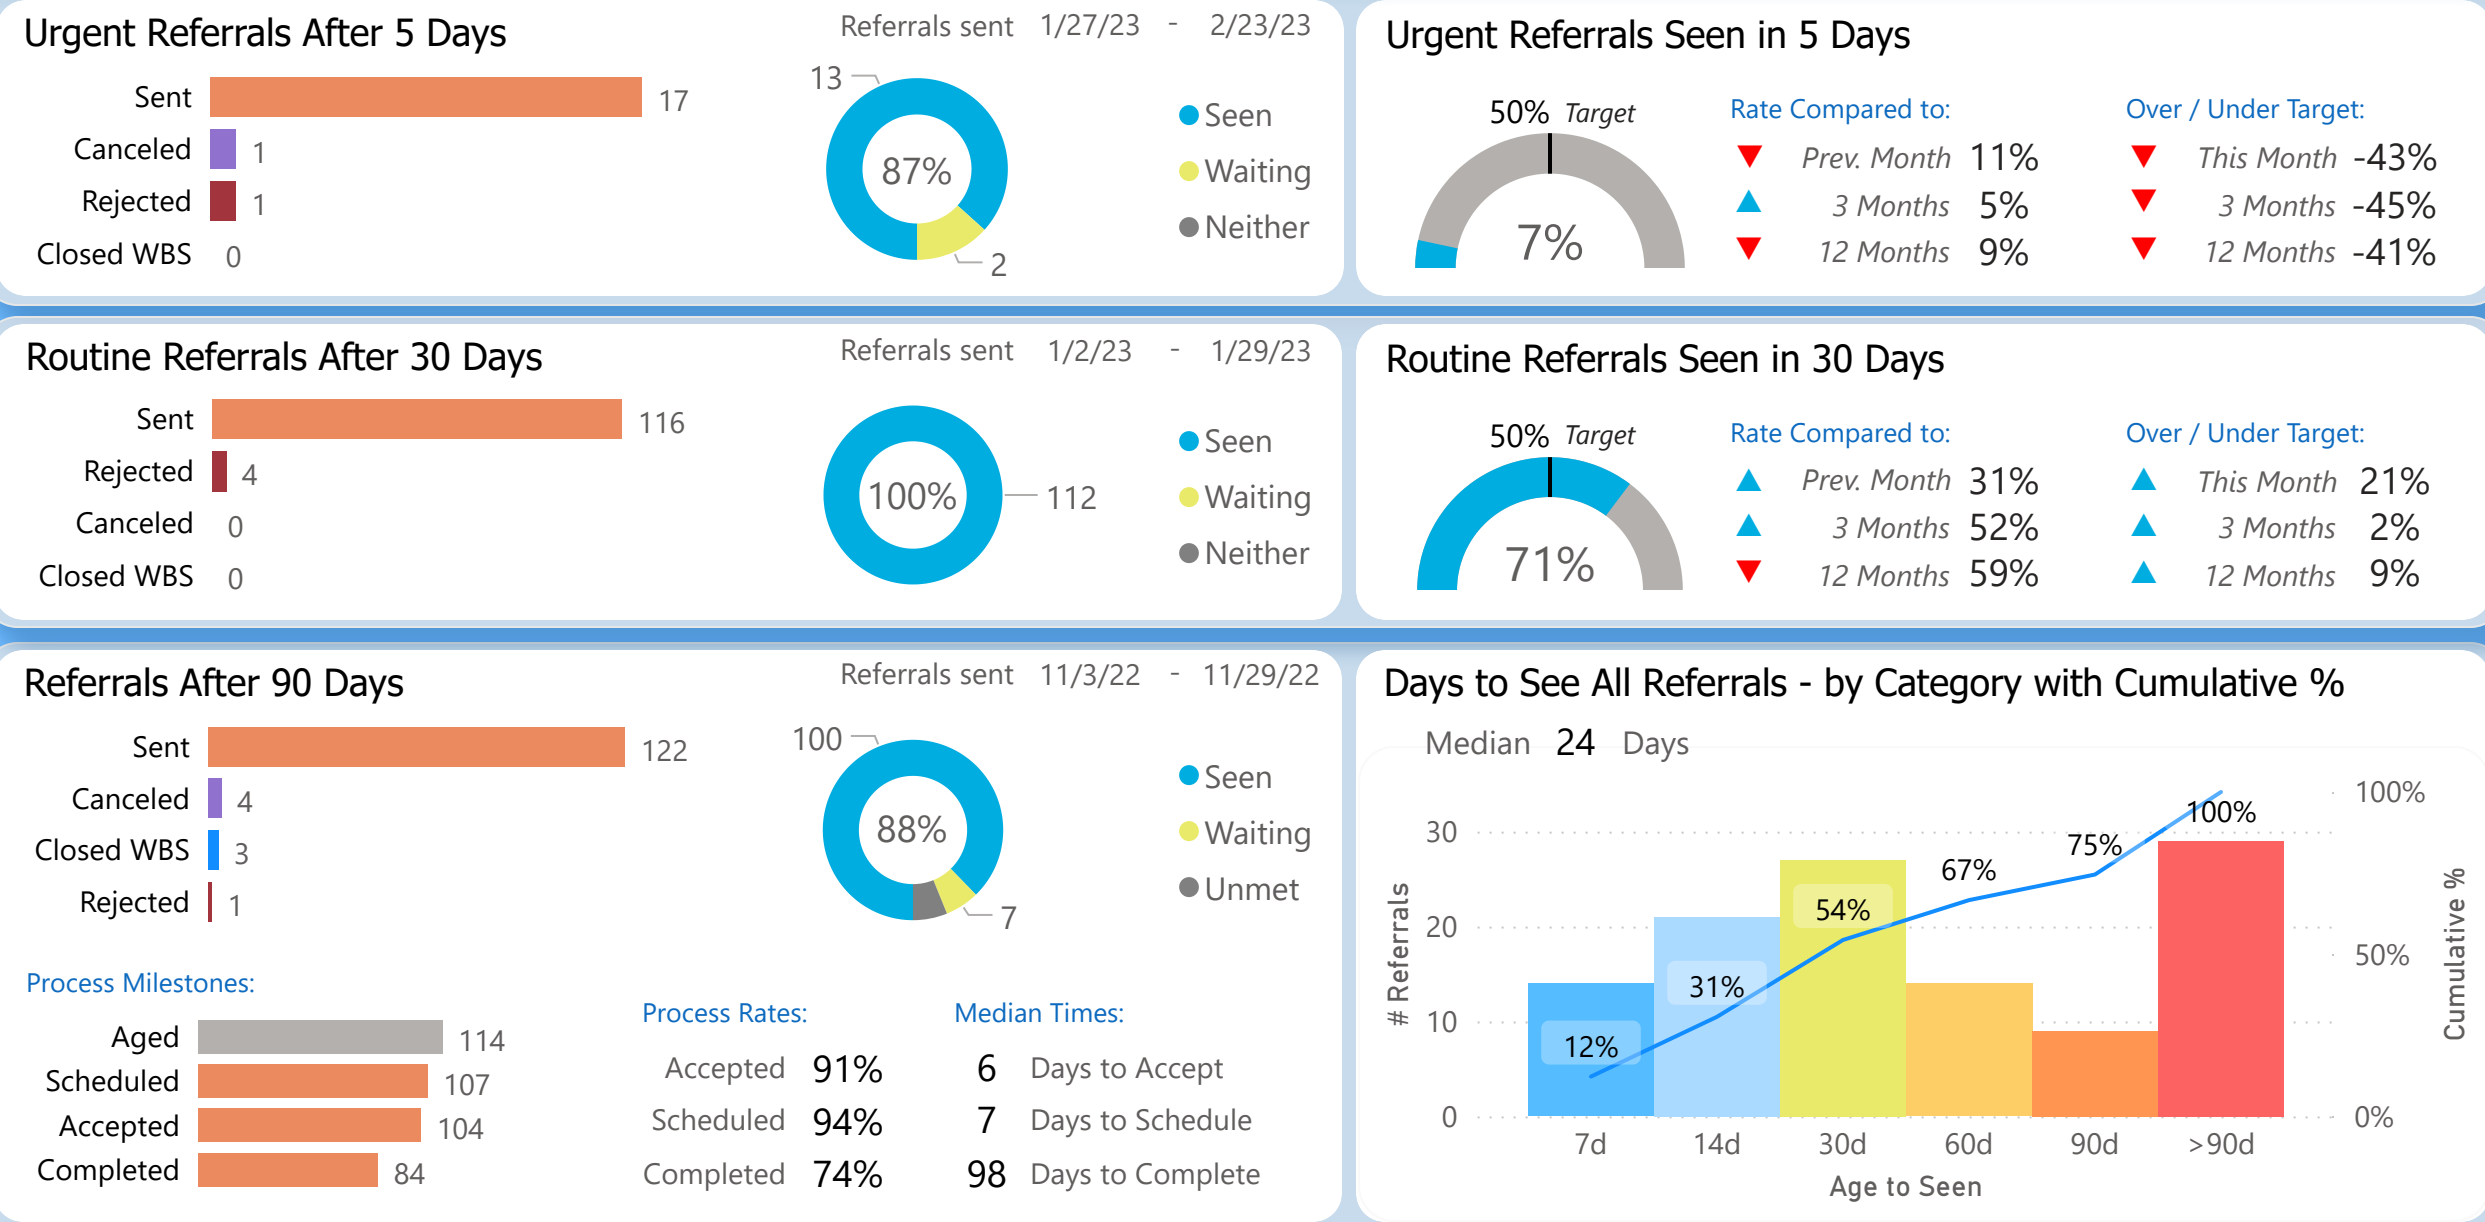 Urgent Referrals After 5 Days
Referrals sent 1/27/23 - 2/23/23
Sent 17
Canceled 1
Rejected 1
Closed WBS 0
13
87%
2
Seen
Waiting
Neither
Urgent Referrals Seen in 5 Days
50% Target
7%
Rate Compared to:
Prev. Month 11%
3 Months 5%
12 Months 9%
Over / Under Target:
This Month -43%
3 Months -45%
12 Months -41%
Routine Referrals After 30 Days
Referrals sent 1/2/23 - 1/29/23
Sent 116
Rejected 4
Canceled 0
Closed WBS 0
100%
112
Seen
Waiting
Neither
Routine Referrals Seen in 30 Days
50% Target
71%
Rate Compared to:
Prev. Month 31%
3 Months 52%
12 Months 59%
Over / Under Target:
This Month 21%
3 Months 2%
12 Months 9%
Referrals After 90 Days
Referrals sent 11/3/22 - 11/29/22
Sent 122
Canceled 4
Closed WBS 3
Rejected 1
100
88%
7
Seen
Waiting
Unmet
Process Milestones:
Aged 114
Scheduled 107
Accepted 104
Completed 84
Process Rates:
Accepted 91%
Scheduled 94%
Completed 74%
Median Times:
6 Days to Accept
7 Days to Schedule
98 Days to Complete
Days to See All Referrals - by Category with Cumulative %
Median 24 Days
# Referrals
30
20
10
0
12%
31%
54%
67%
75%
100%
100%
50%
0%
Cumulative %
7d 14d 30d 60d 90d >90d
Age to Seen